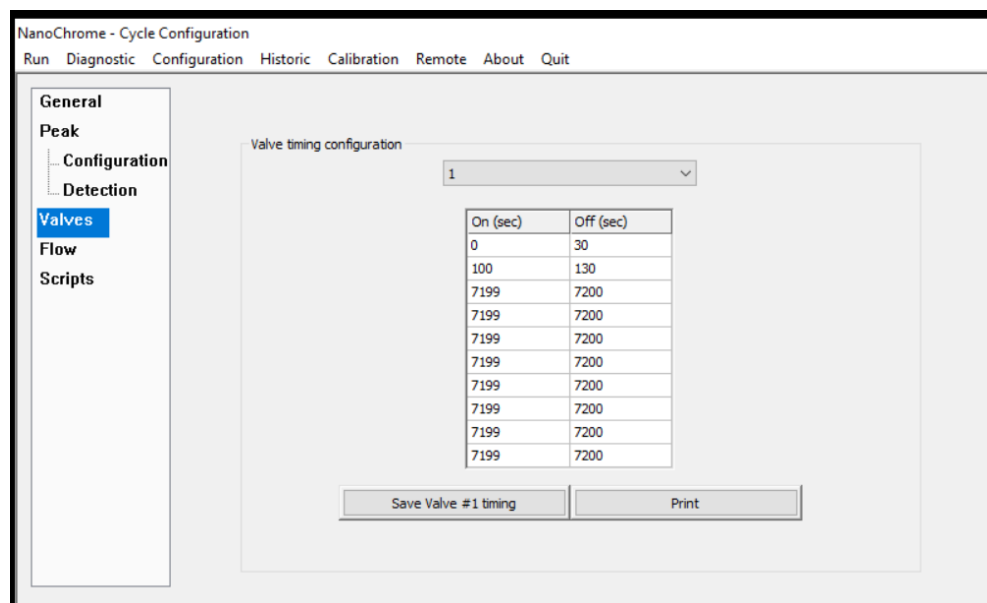 NanoChrome - Cycle Configuration
Run Diagnostic Configuration Historic Calibration Remote About Quit
General
Peak
Configuration
Detection
Valves
Flow
Scripts
Valve timing configuration
1
On (sec) Off (sec)
0 30
100 130
7199 7200
7199 7200
7199 7200
7199 7200
7199 7200
7199 7200
7199 7200
7199 7200
Save Valve #1 timing Print